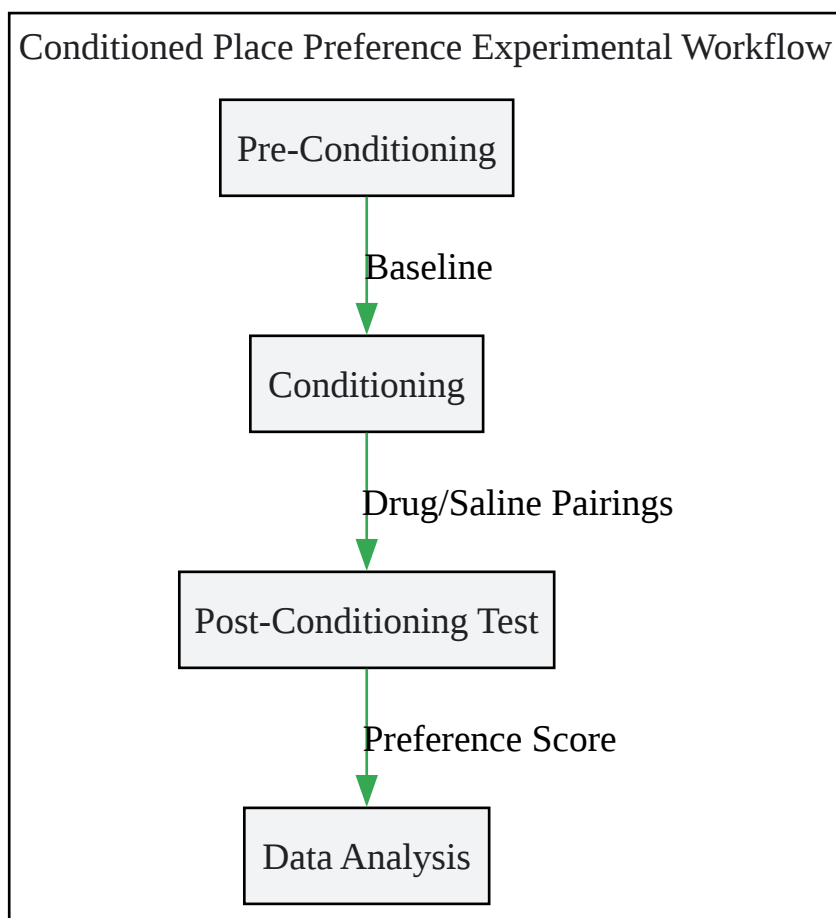 Conditioned Place Preference Experimental Workflow
Pre-Conditioning
Baseline
Conditioning
Drug/Saline Pairings
Post-Conditioning Test
Preference Score
Data Analysis